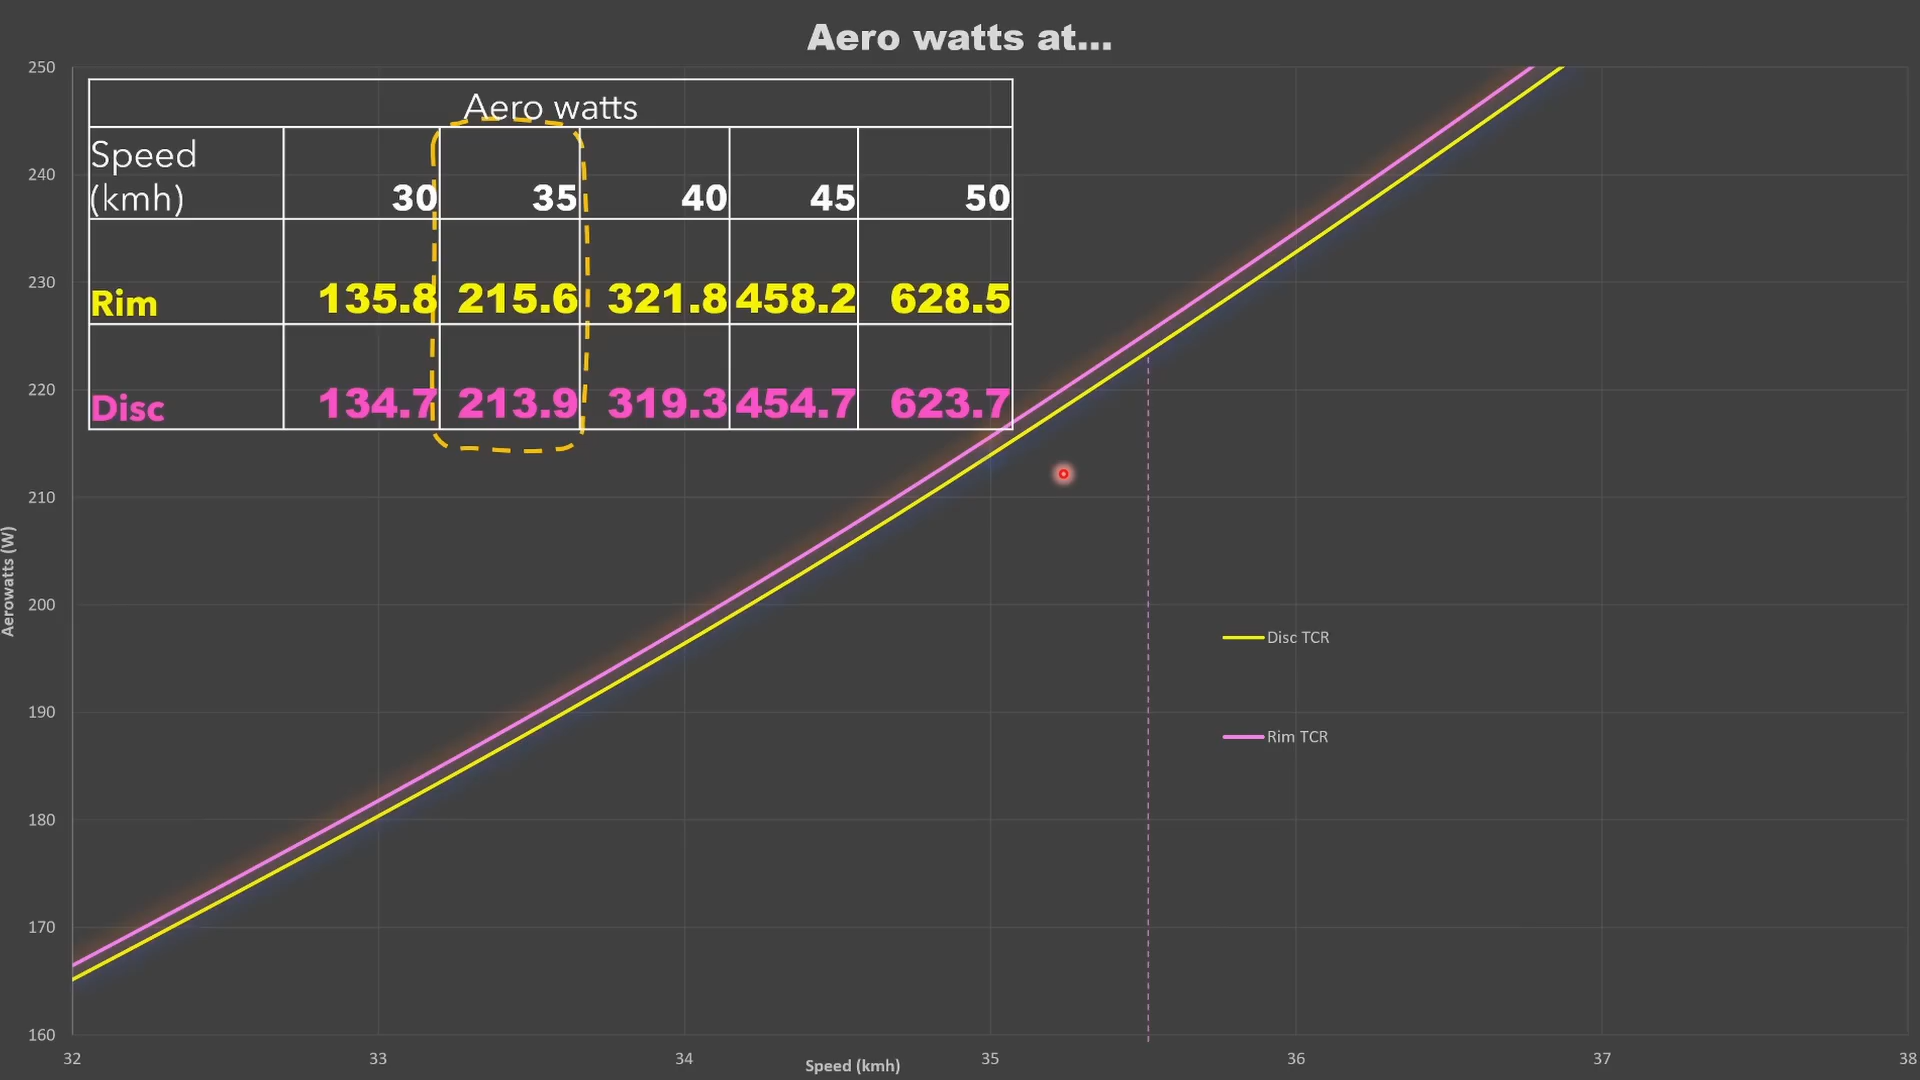 Aero watts at...
250
240
230
220
210
200
190
180
170
160
Aerowatts (W)
Aero watts
Speed
(kmh) 30 35 40 45 50
Rim 135.8 215.6 321.8 458.2 628.5
Disc 134.7 213.9 319.3 454.7 623.7
Disc TCR
Rim TCR
32 33 34 35 36 37 38
Speed (kmh)